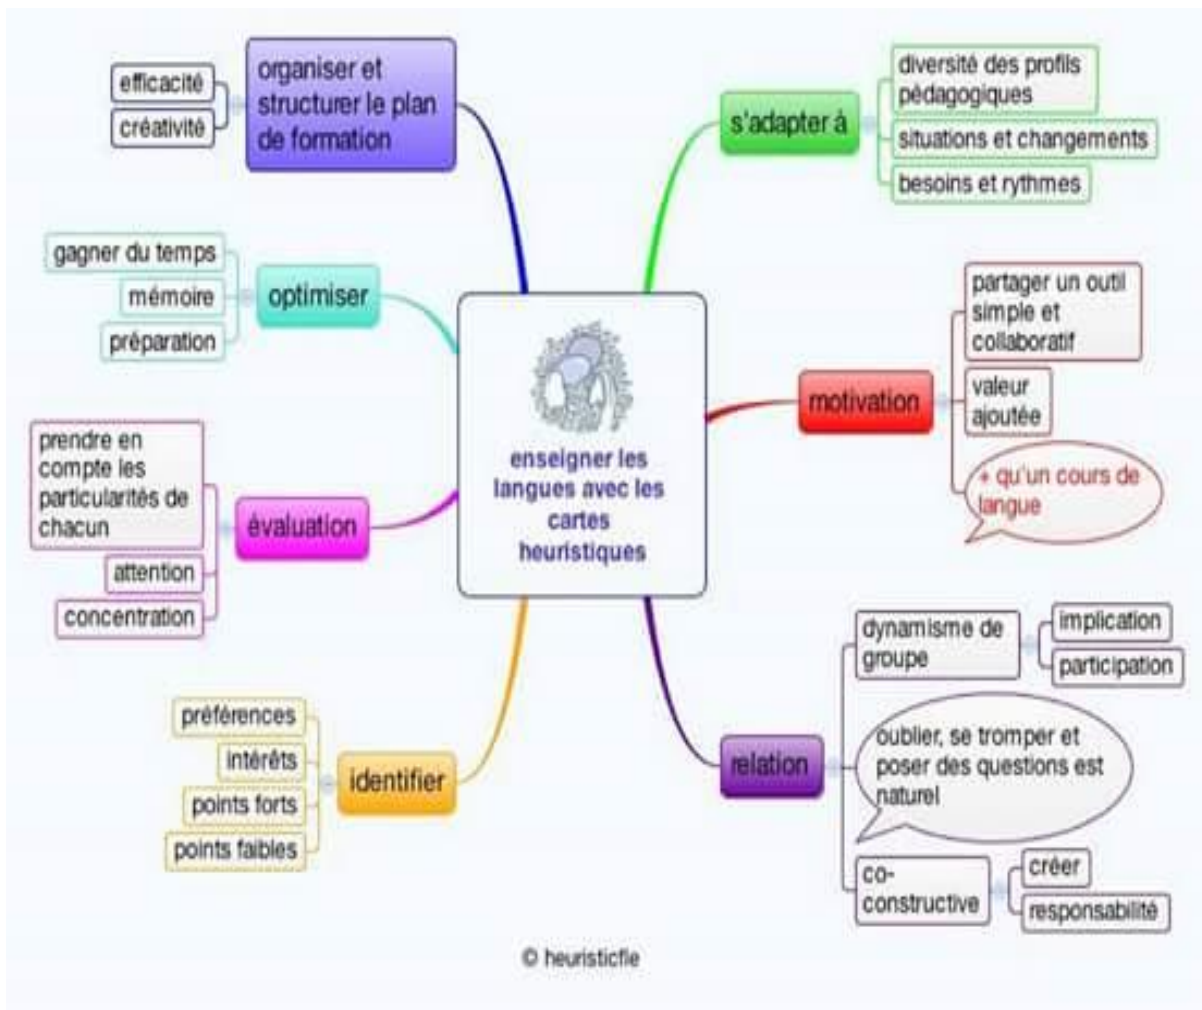 enseigner les
langues avec les
cartes
heuristiques
organiser et
structurer le plan
de formation
efficacité
créativité
optimiser
gagner du temps
mémoire
préparation
évaluation
prendre en
compte les
particularités de
chacun
attention
concentration
identifier
préférences
intérêts
points forts
points faibles
s'adapter à
diversité des profils
pèdagogiques
situations et changements
besoins et rythmes
motivation
partager un outil
simple et
collaboratif
valeur
ajoutée
+ qu'un cours de
langue
relation
dynamisme de
groupe
implication
participation
oublier, se tromper et
poser des questions est
naturel
co-
constructive
créer
responsabilité
© heuristicfle